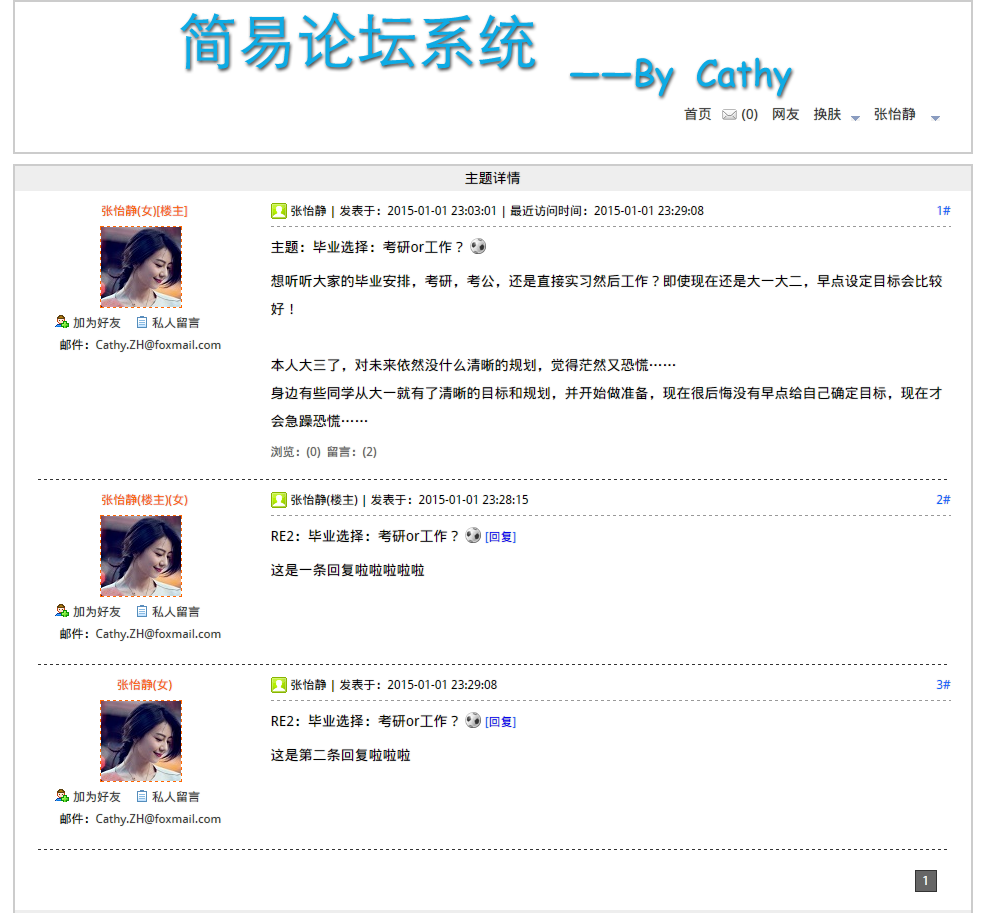 简易论坛系统
——By Cathy
首页 (0) 网友 换肤 张怡静
主题详情
张怡静(女)[楼主]
张怡静 | 发表于：2015-01-01 23:03:01 | 最近访问时间：2015-01-01 23:29:08
1#
主题：毕业选择：考研or工作？
想听听大家的毕业安排，考研，考公，还是直接实习然后工作？即使现在还是大一大二，早点设定目标会比较
好！
本人大三了，对未来依然没什么清晰的规划，觉得茫然又恐慌……
身边有些同学从大一就有了清晰的目标和规划，并开始做准备，现在很后悔没有早点给自己确定目标，现在才
会急躁恐慌……
浏览：(0) 留言：(2)
加为好友 私人留言
邮件：Cathy.ZH@foxmail.com
张怡静(楼主)(女)
张怡静(楼主) | 发表于：2015-01-01 23:28:15
2#
RE2：毕业选择：考研or工作？ [回复]
这是一条回复啦啦啦啦啦
加为好友 私人留言
邮件：Cathy.ZH@foxmail.com
张怡静(女)
张怡静 | 发表于：2015-01-01 23:29:08
3#
RE2：毕业选择：考研or工作？ [回复]
这是第二条回复啦啦啦
加为好友 私人留言
邮件：Cathy.ZH@foxmail.com
1